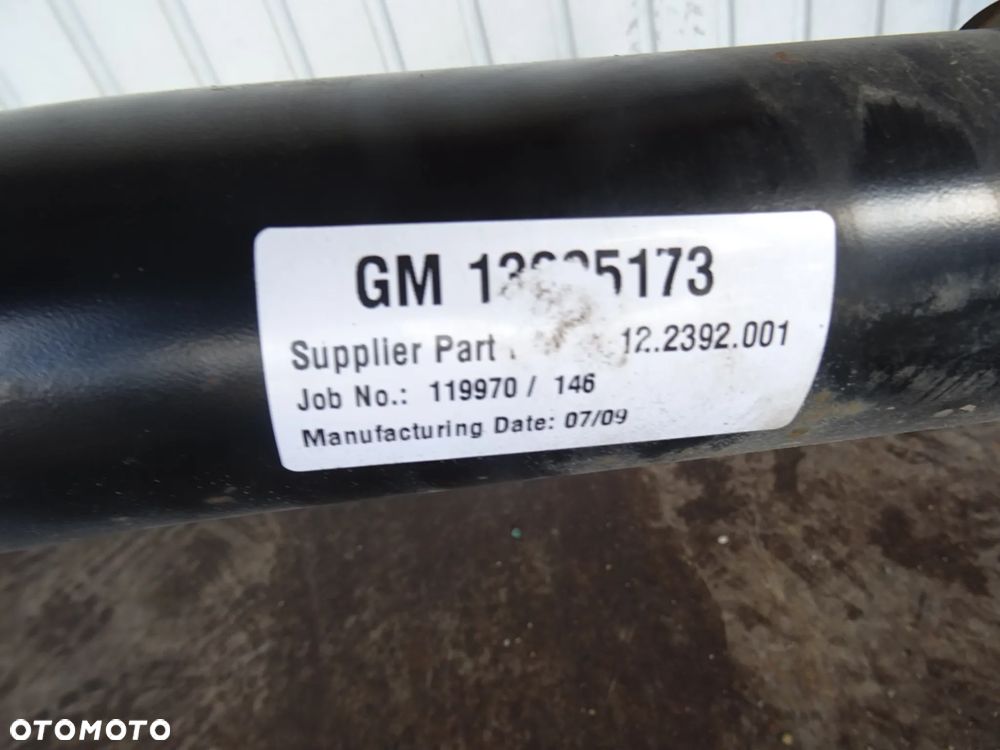 GM
Supplier Part 12.2392.001
Job No.: 119970 / 146
Manufacturing Date: 07/09
OTOMOTO